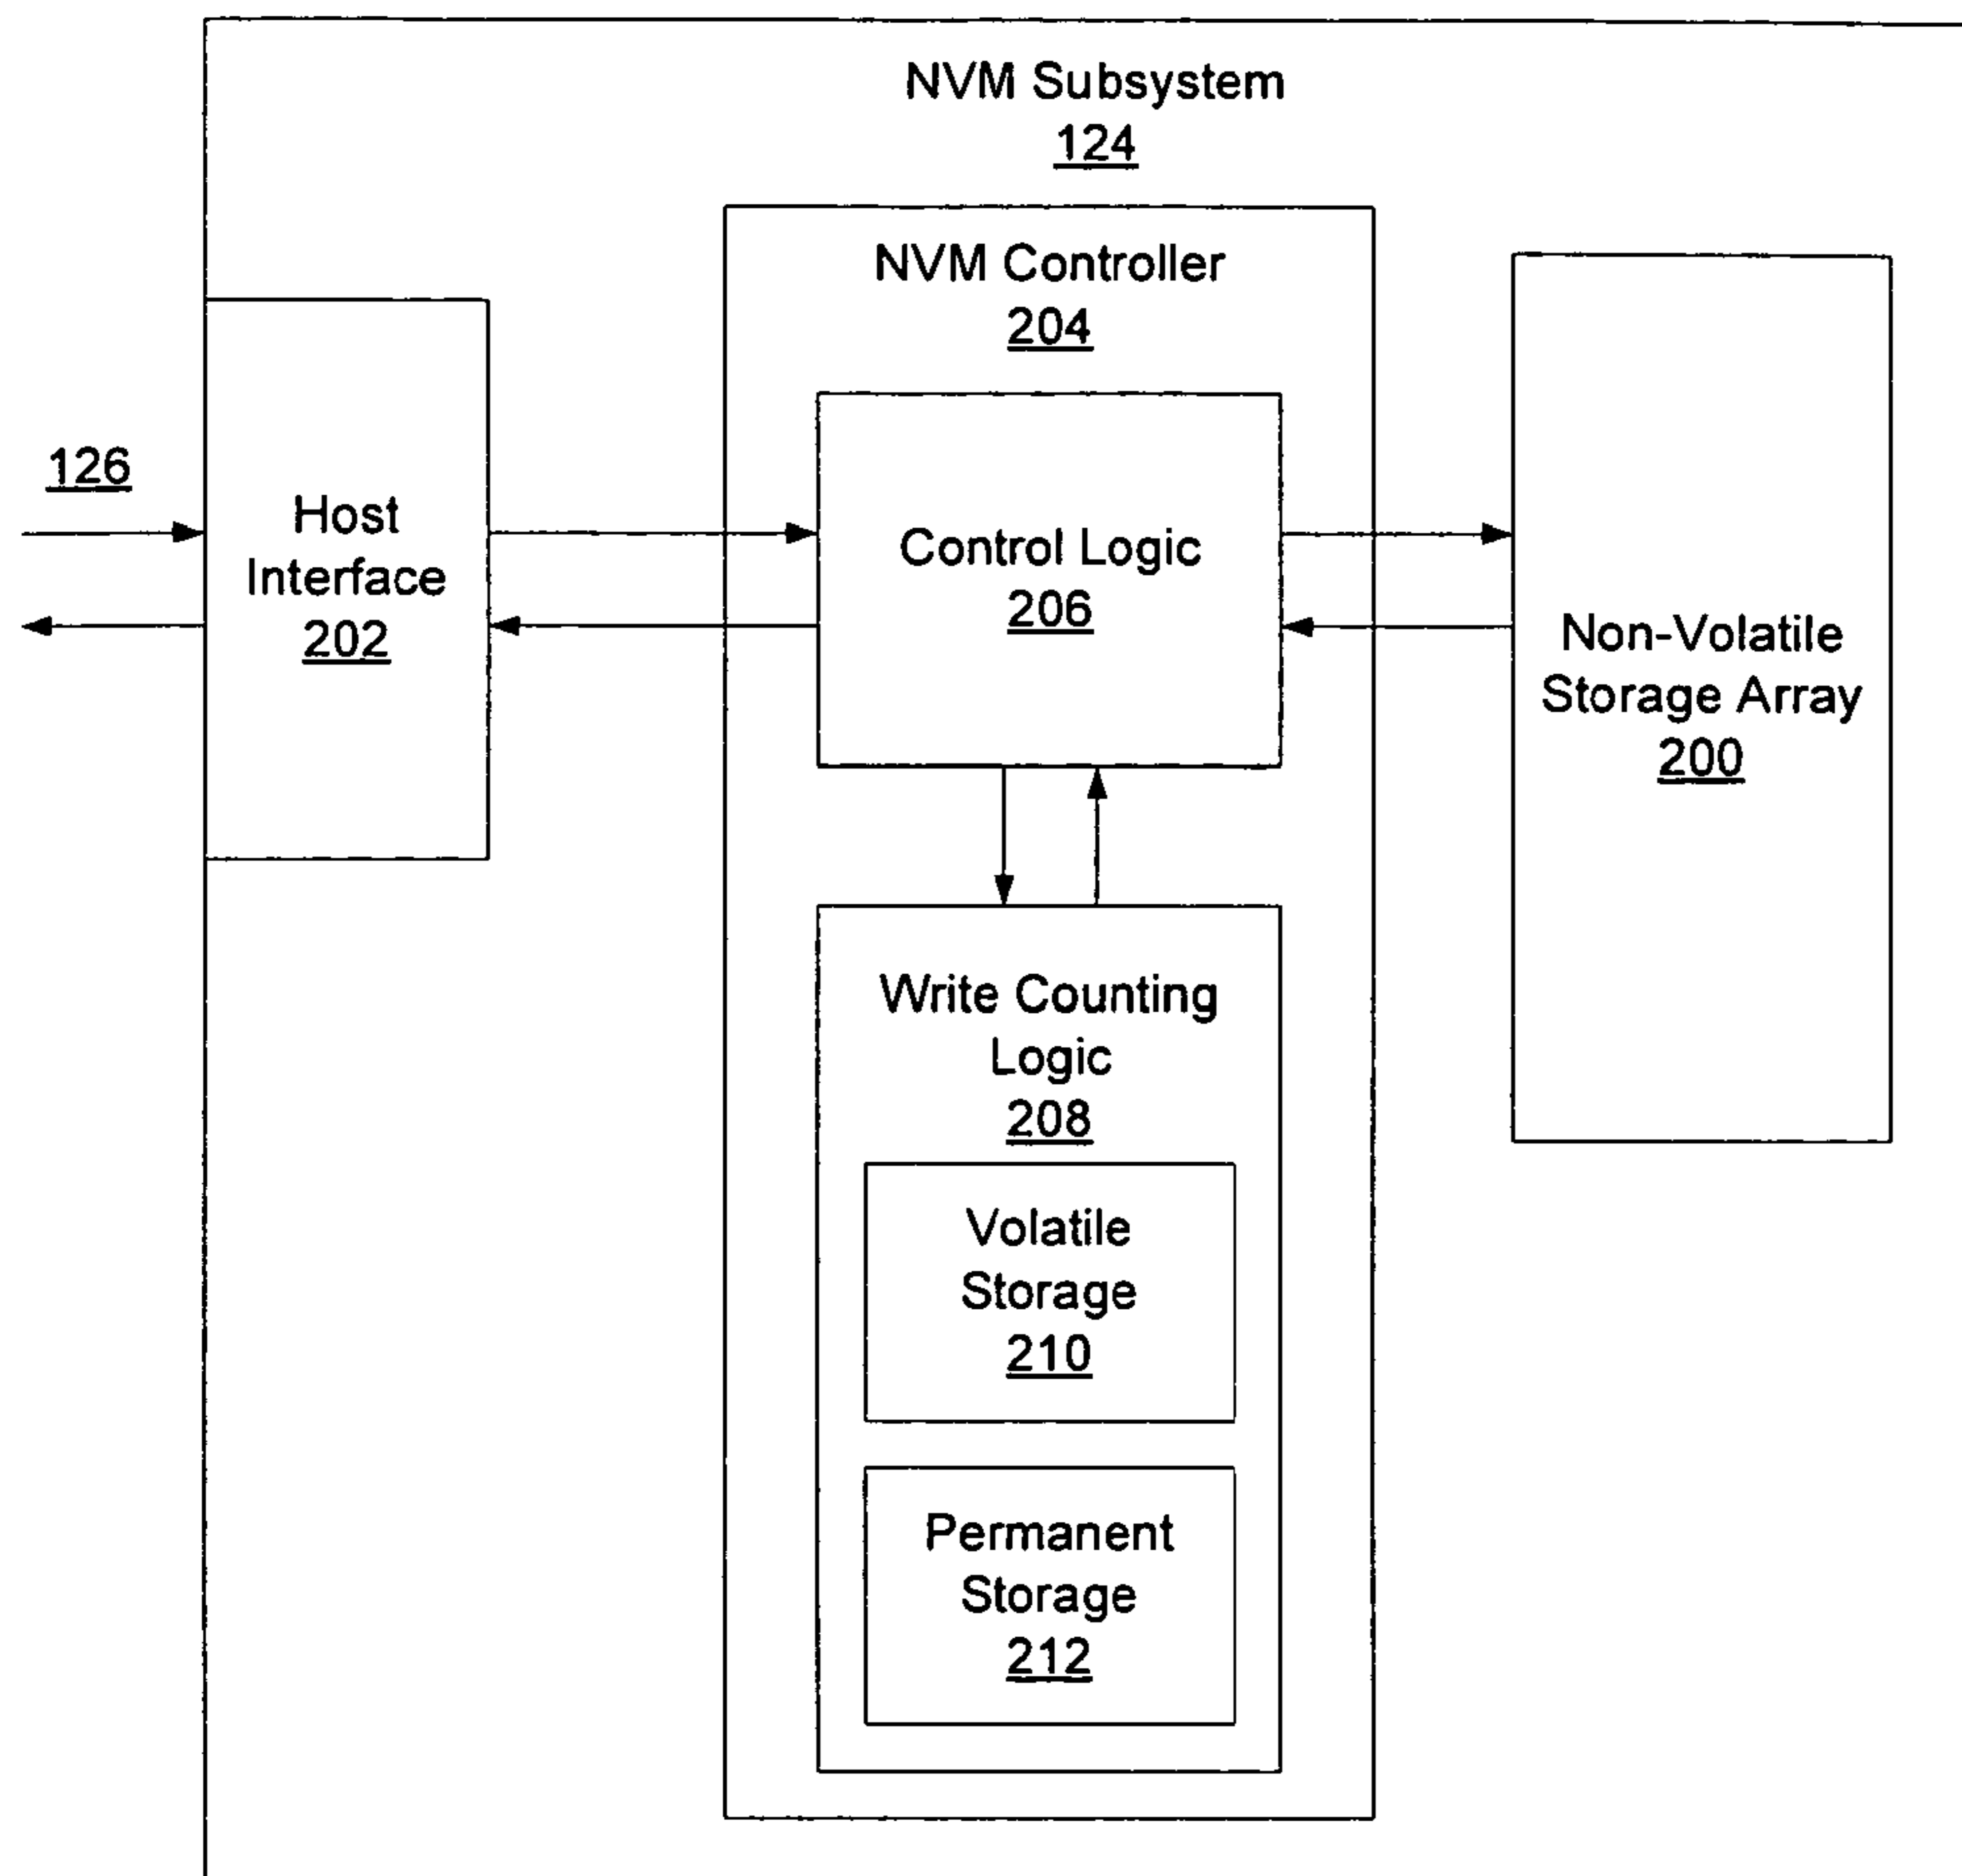 NVM Subsystem
124
NVM Controller
204
126
Host
Interface
202
Control Logic
206
Non-Volatile
Storage Array
200
Write Counting
Logic
208
Volatile
Storage
210
Permanent
Storage
212